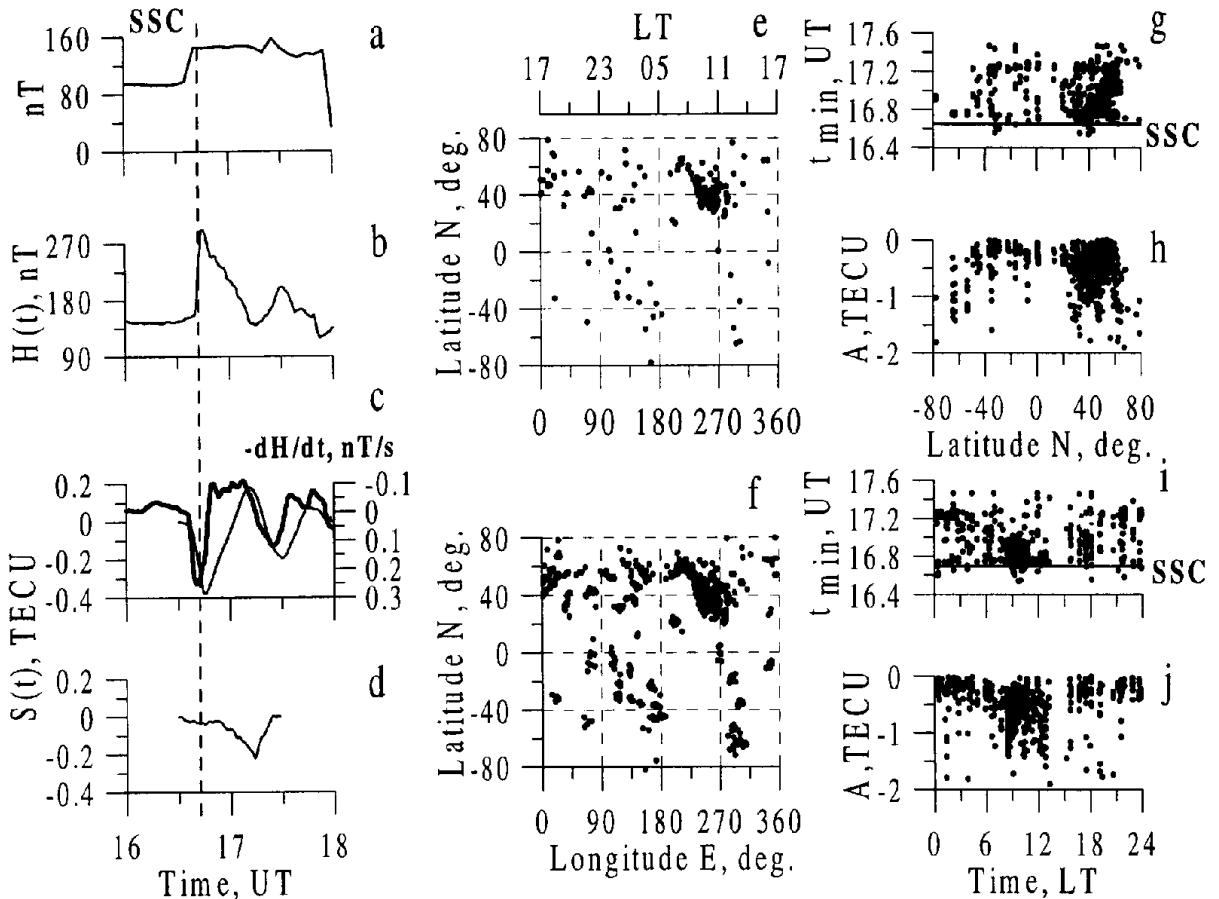 SSC
a
160
80
0
nT
b
270
180
90
H(t), nT
c
-dH/dt, nT/s
0.2
0
-0.2
-0.4
-0.1
0
0.1
0.2
0.3
S(t), TECU
d
0.2
0
-0.2
-0.4
16 17 18
Time, UT
LT
e
17 23 05 11 17
80
40
0
-40
-80
Latitude N, deg.
0 90 180 270 360
f
80
40
0
-40
-80
Latitude N, deg.
0 90 180 270 360
Longitude E, deg.
g
17.6
17.2
16.8
16.4
tmin, UT
SSC
h
0
-1
-2
A,TECU
-80 -40 0 40 80
Latitude N, deg.
i
17.6
17.2
16.8
16.4
tmin, UT
SSC
j
0
-1
-2
A,TECU
0 6 12 18 24
Time, LT